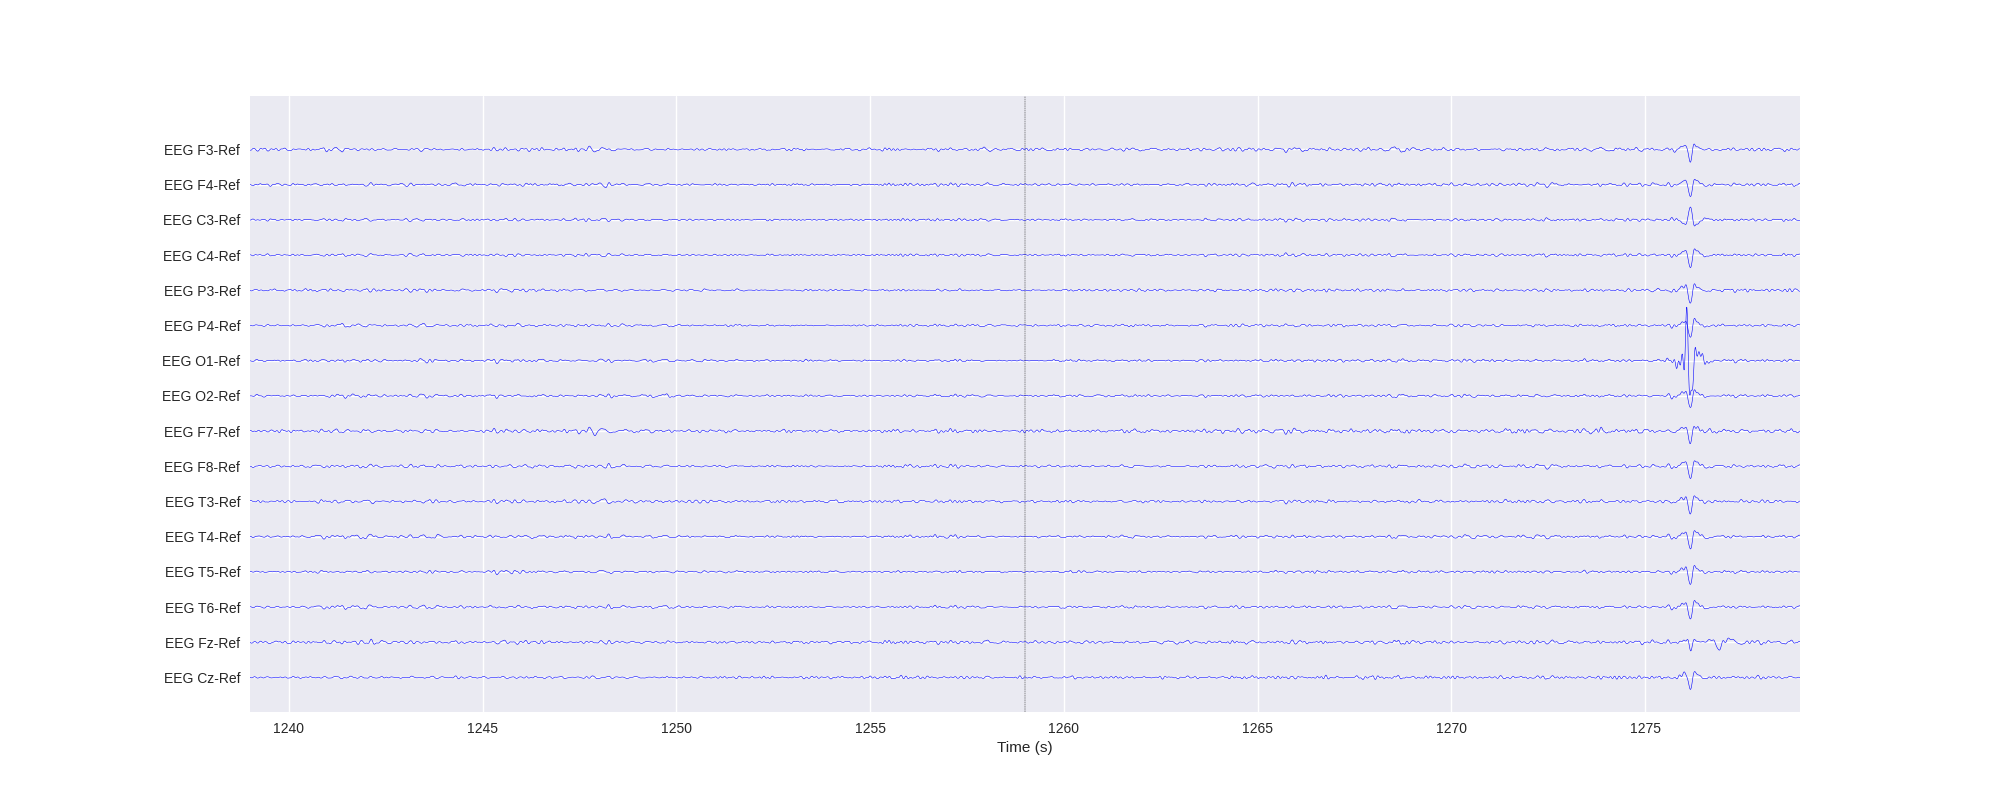 EEG F3-Ref
EEG F4-Ref
EEG C3-Ref
EEG C4-Ref
EEG P3-Ref
EEG P4-Ref
EEG O1-Ref
EEG O2-Ref
EEG F7-Ref
EEG F8-Ref
EEG T3-Ref
EEG T4-Ref
EEG T5-Ref
EEG T6-Ref
EEG Fz-Ref
EEG Cz-Ref
1240 1245 1250 1255 1260 1265 1270 1275
Time (s)